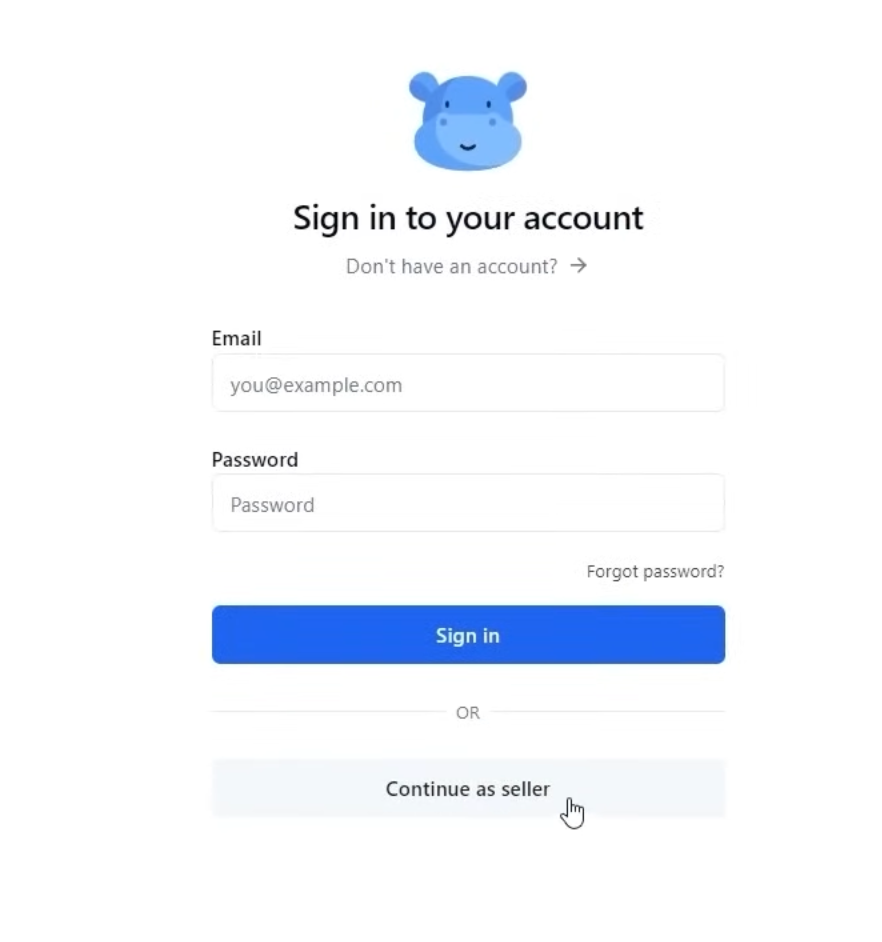 Sign in to your account
Don't have an account? →
Email
you@example.com
Password
Password
Forgot password?
Sign in
OR
Continue as seller